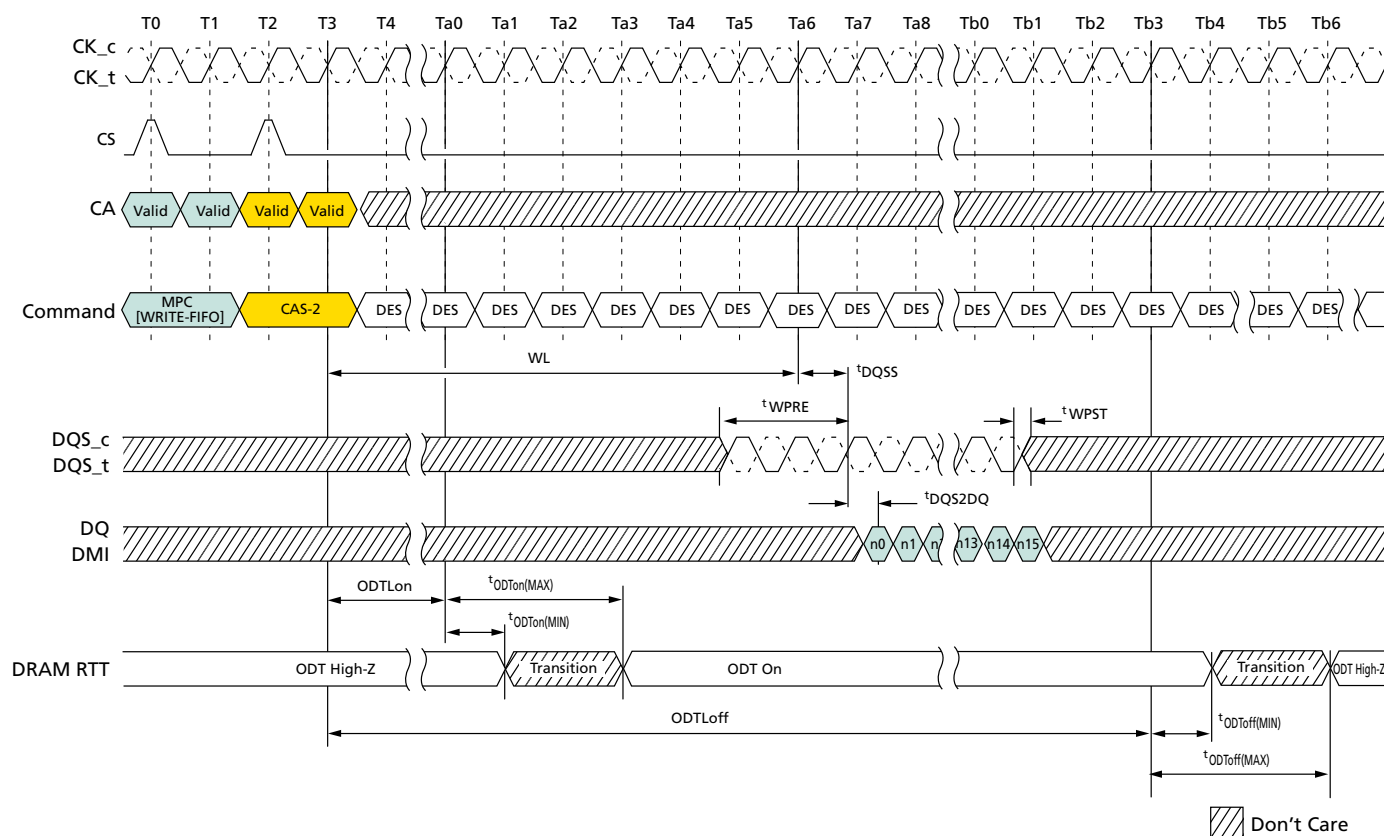 T0 T1 T2 T3 T4 Ta0 Ta1 Ta2 Ta3 Ta4 Ta5 Ta6 Ta7 Ta8 Tb0 Tb1 Tb2 Tb3 Tb4 Tb5 Tb6
CK_c
CK_t
CS
CA Valid Valid Valid Valid
Command MPC [WRITE-FIFO] CAS-2 DES DES DES DES DES DES DES DES DES DES DES DES DES DES DES DES DES
WL
tDQSS
tWPRE
tWPST
DQS_c
DQS_t
tDQS2DQ
DQ
DMI
n0 n1 n13 n14 n15
ODTLon
tODTon(MAX)
tODTon(MIN)
DRAM RTT ODT High-Z Transition ODT On Transition ODT High-Z
ODTLoff
tODToff(MIN)
tODToff(MAX)
Don't Care